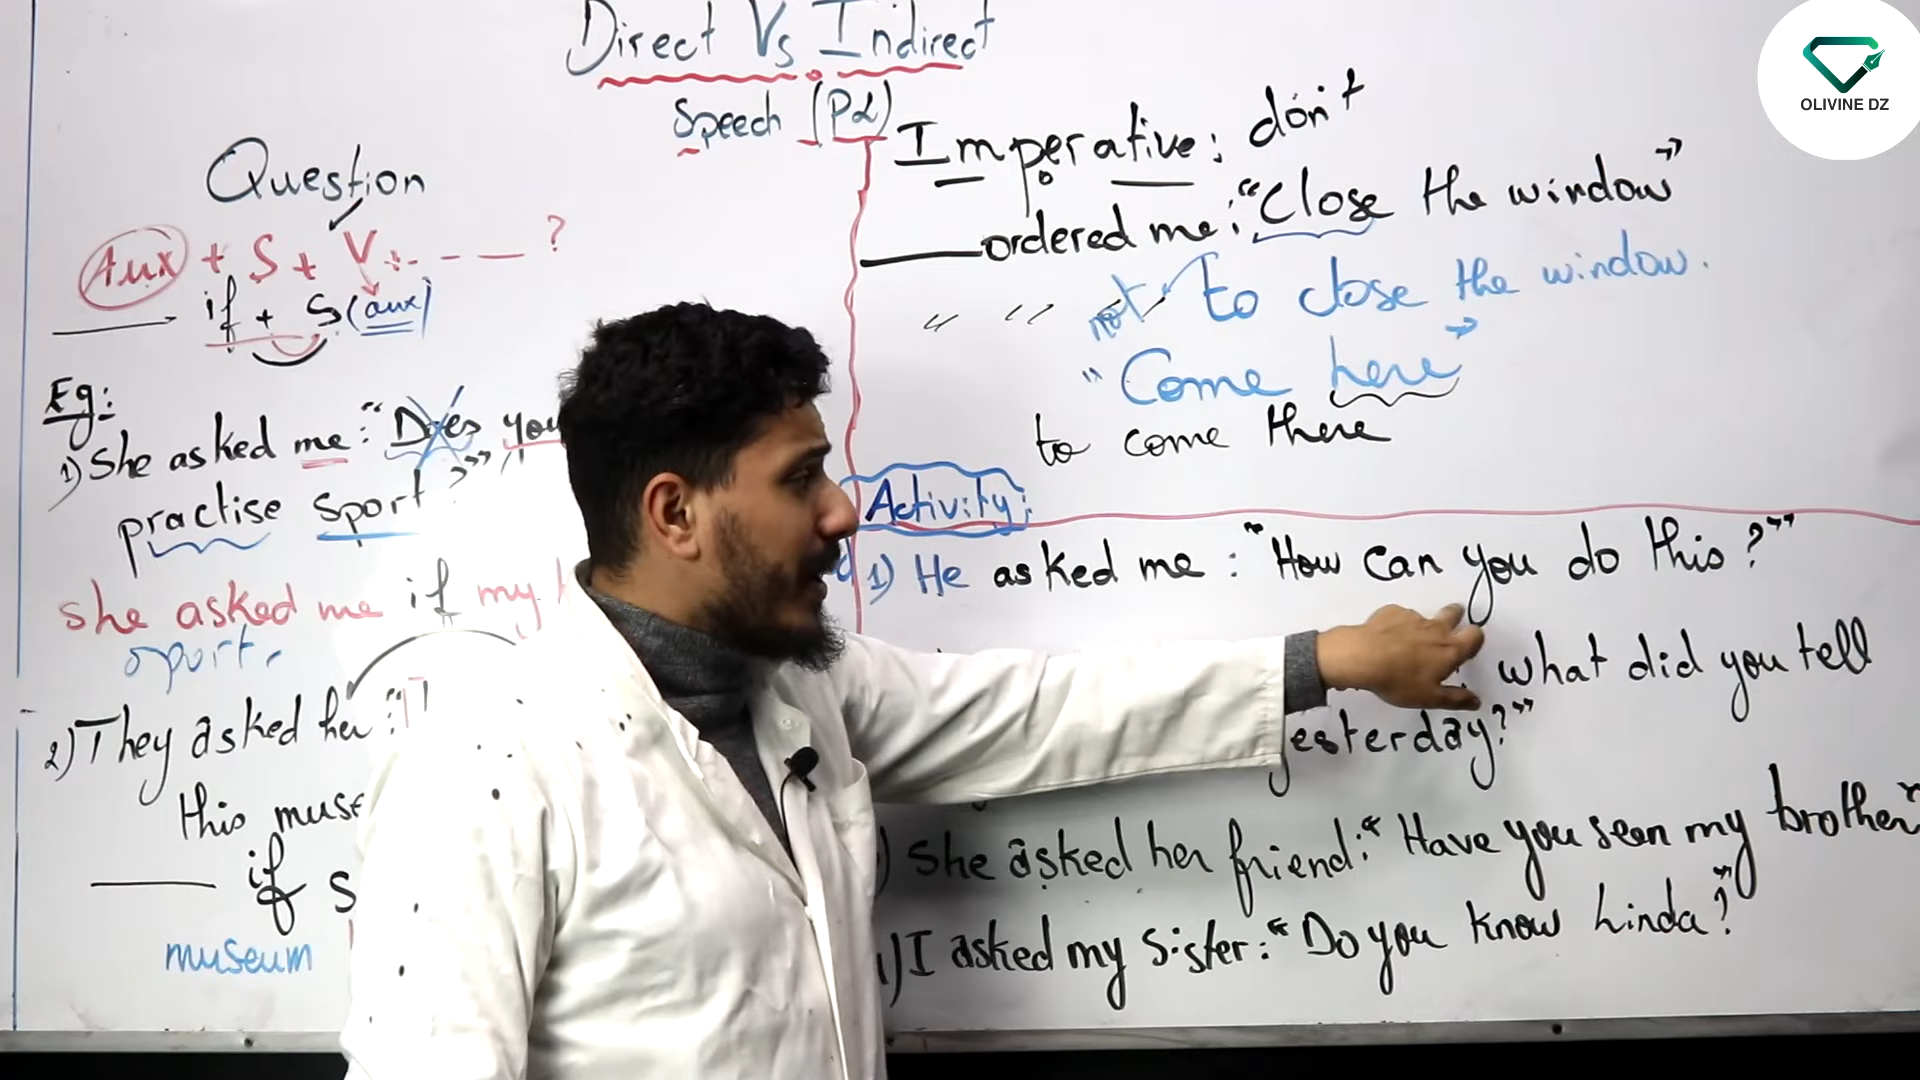 Direct Vs Indirect
Speech (P2)
OLIVINE DZ
Question
Aux + S + V + - - - ?
if + S (aux)
Eg:
1) She asked me: "Does you
practise sport?"
she asked me if my
sport.
2) They asked her: "
this muse
if S
museum
Imperative: don't
ordered me: "Close the window"
" " not to close the window.
"Come here"
to come there
Activity:
1) He asked me: "How can you do this?"
what did you tell
yesterday?"
) She asked her friend: "Have you seen my brother"
) I asked my sister: "Do you know Linda?"